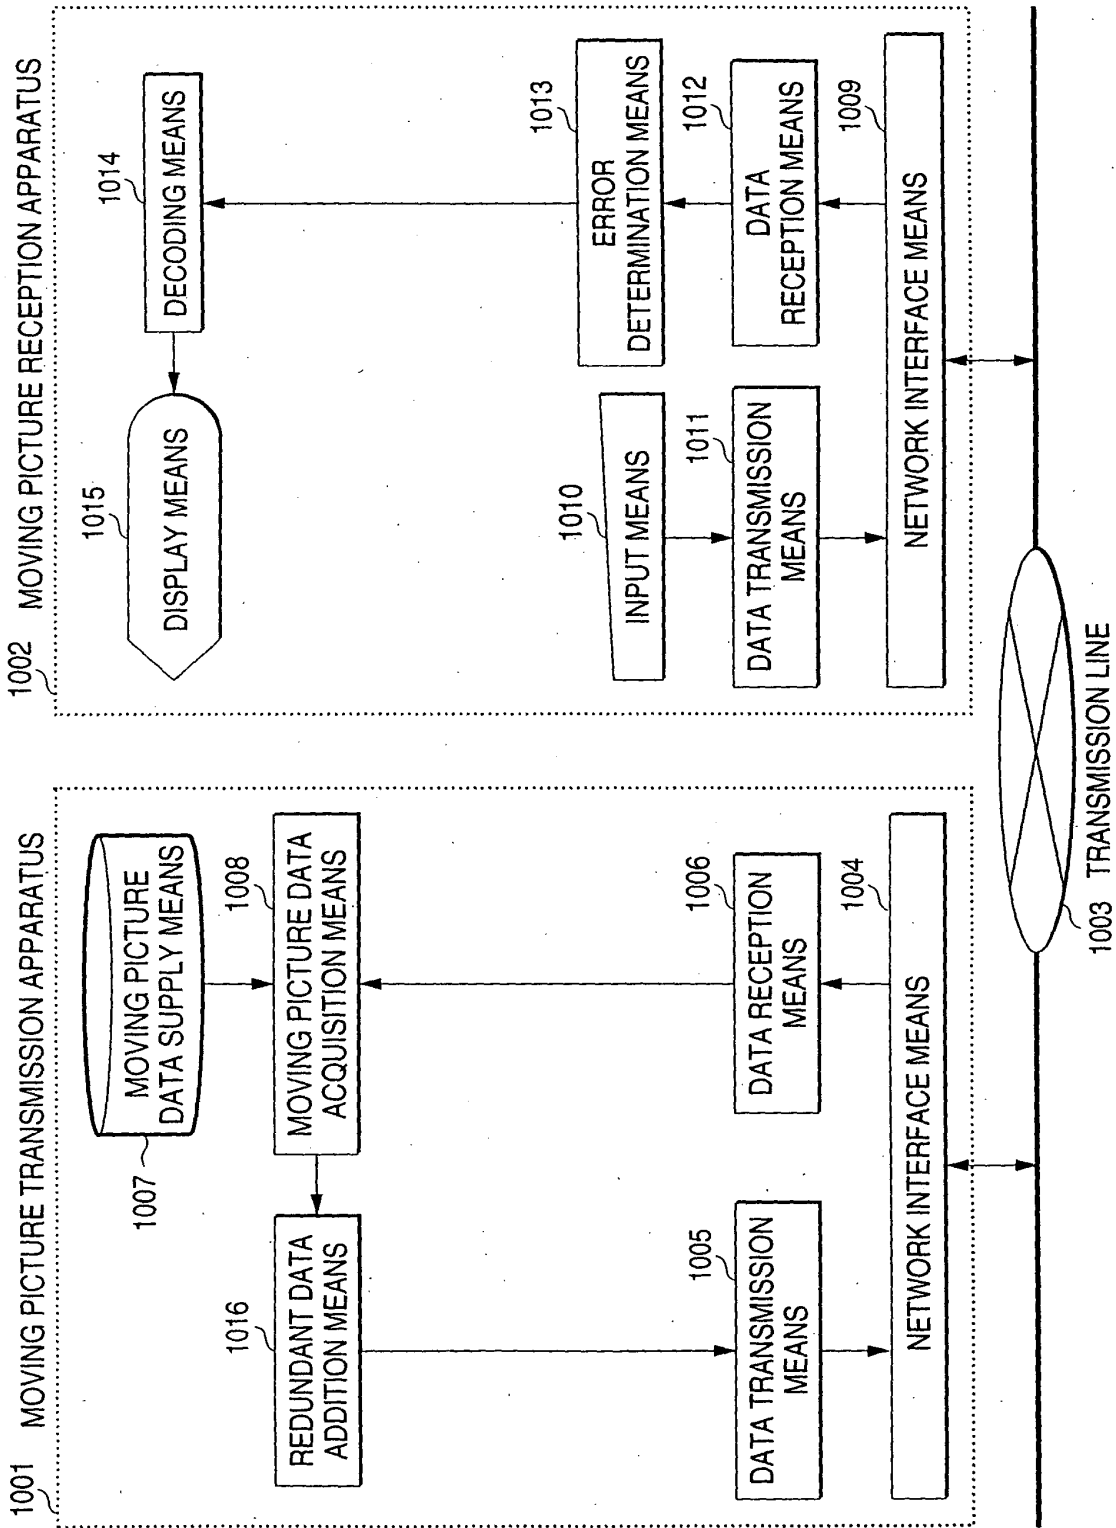 1001 MOVING PICTURE TRANSMISSION APPARATUS
1007
MOVING PICTURE
DATA SUPPLY MEANS
1016
REDUNDANT DATA
ADDITION MEANS
1008
MOVING PICTURE DATA
ACQUISITION MEANS
1005
DATA TRANSMISSION
MEANS
1006
DATA RECEPTION
MEANS
1004
NETWORK INTERFACE MEANS
1002 MOVING PICTURE RECEPTION APPARATUS
1015
DISPLAY MEANS
1014
DECODING MEANS
1010
INPUT MEANS
1013
ERROR
DETERMINATION MEANS
1011
DATA TRANSMISSION
MEANS
1012
DATA
RECEPTION MEANS
1009
NETWORK INTERFACE MEANS
1003 TRANSMISSION LINE